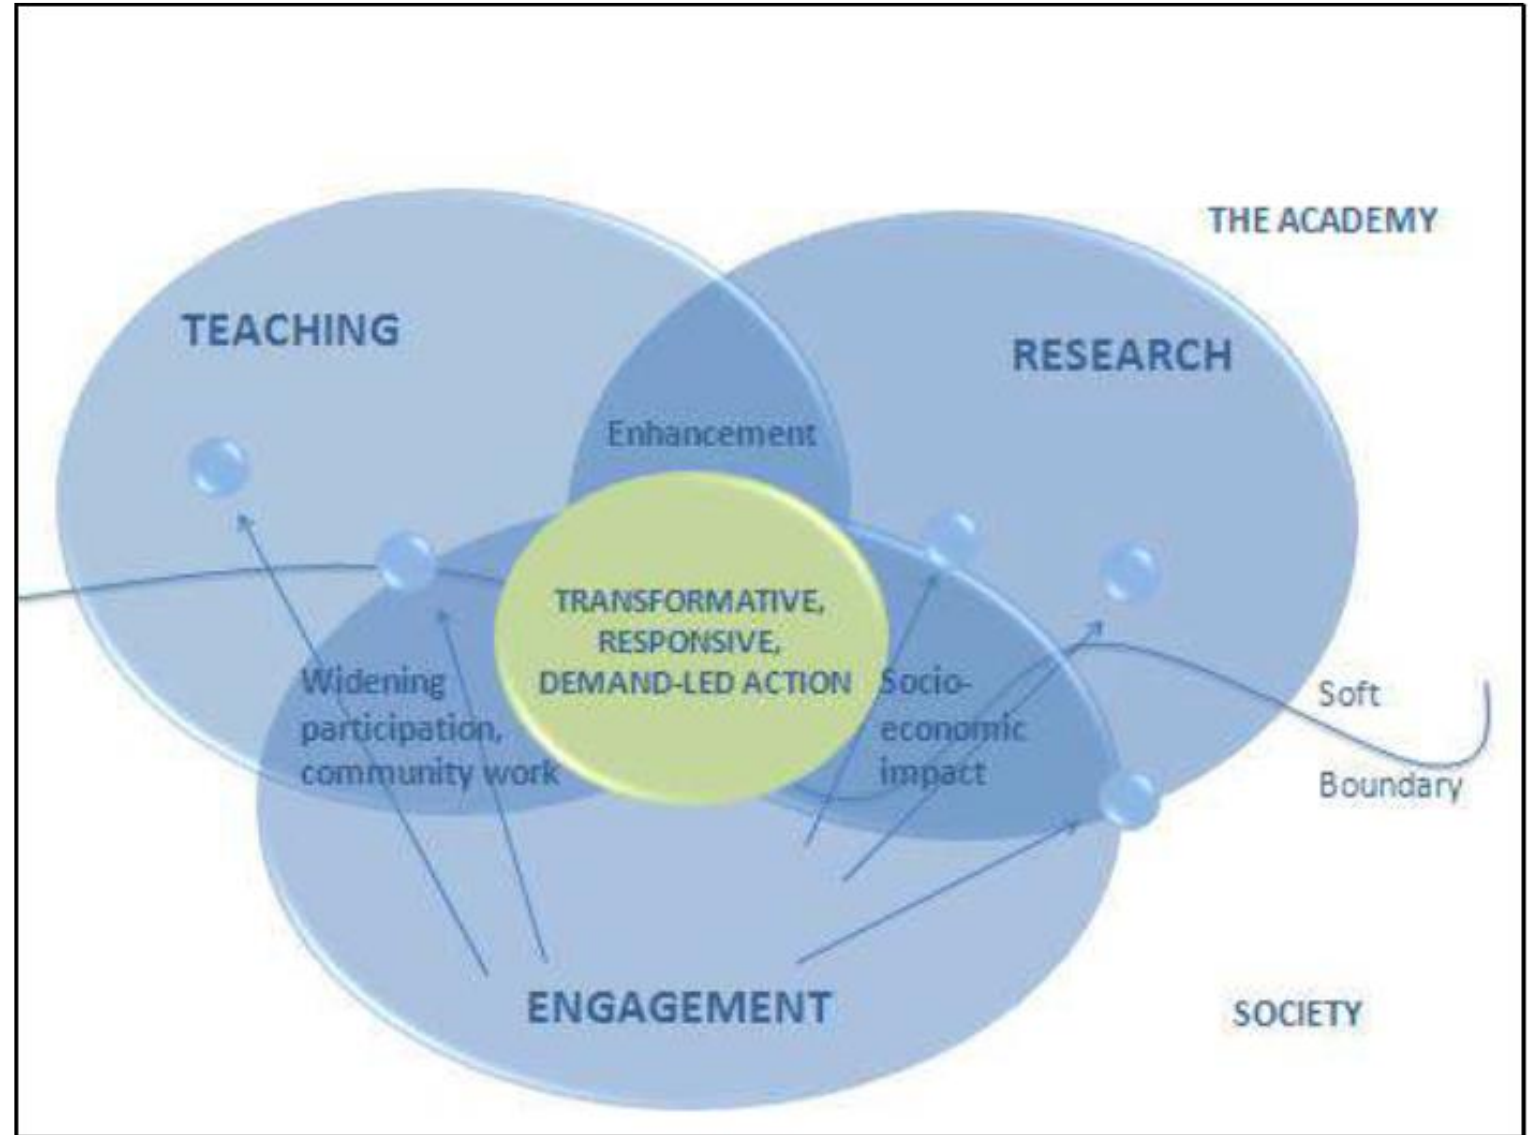 THE ACADEMY
TEACHING
RESEARCH
Enhancement
TRANSFORMATIVE,
RESPONSIVE,
DEMAND-LED ACTION
Widening
participation,
community work
Socio-
economic
impact
Soft
Boundary
ENGAGEMENT
SOCIETY